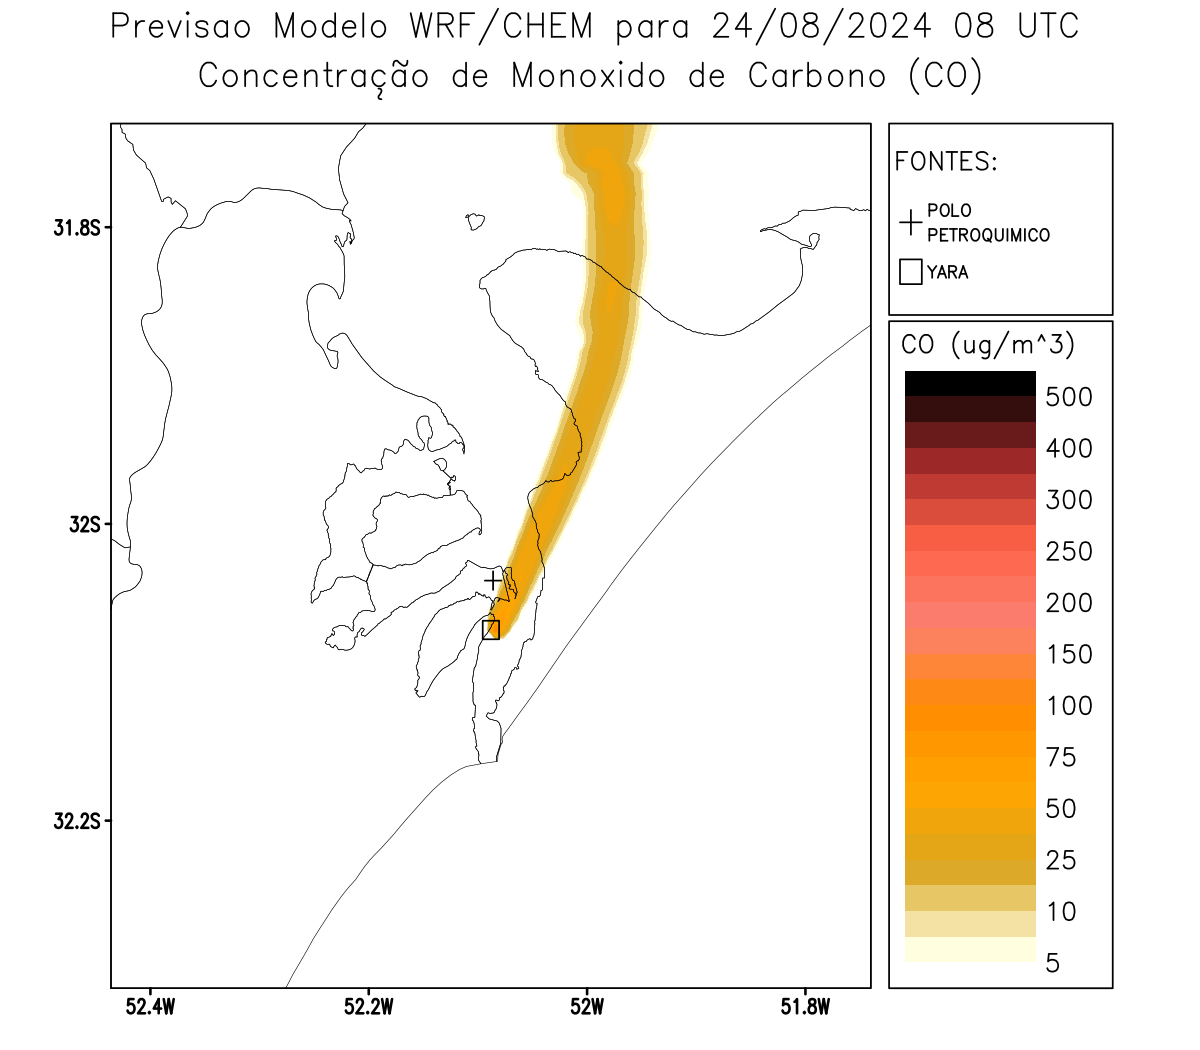 Previsao Modelo WRF/CHEM para 24/08/2024 08 UTC
Concentração de Monoxido de Carbono (CO)
FONTES:
POLO
PETROQUIMICO
YARA
CO (ug/m^3)
500
400
300
250
200
150
100
75
50
25
10
5
31.8S
32S
32.2S
52.4W
52.2W
52W
51.8W